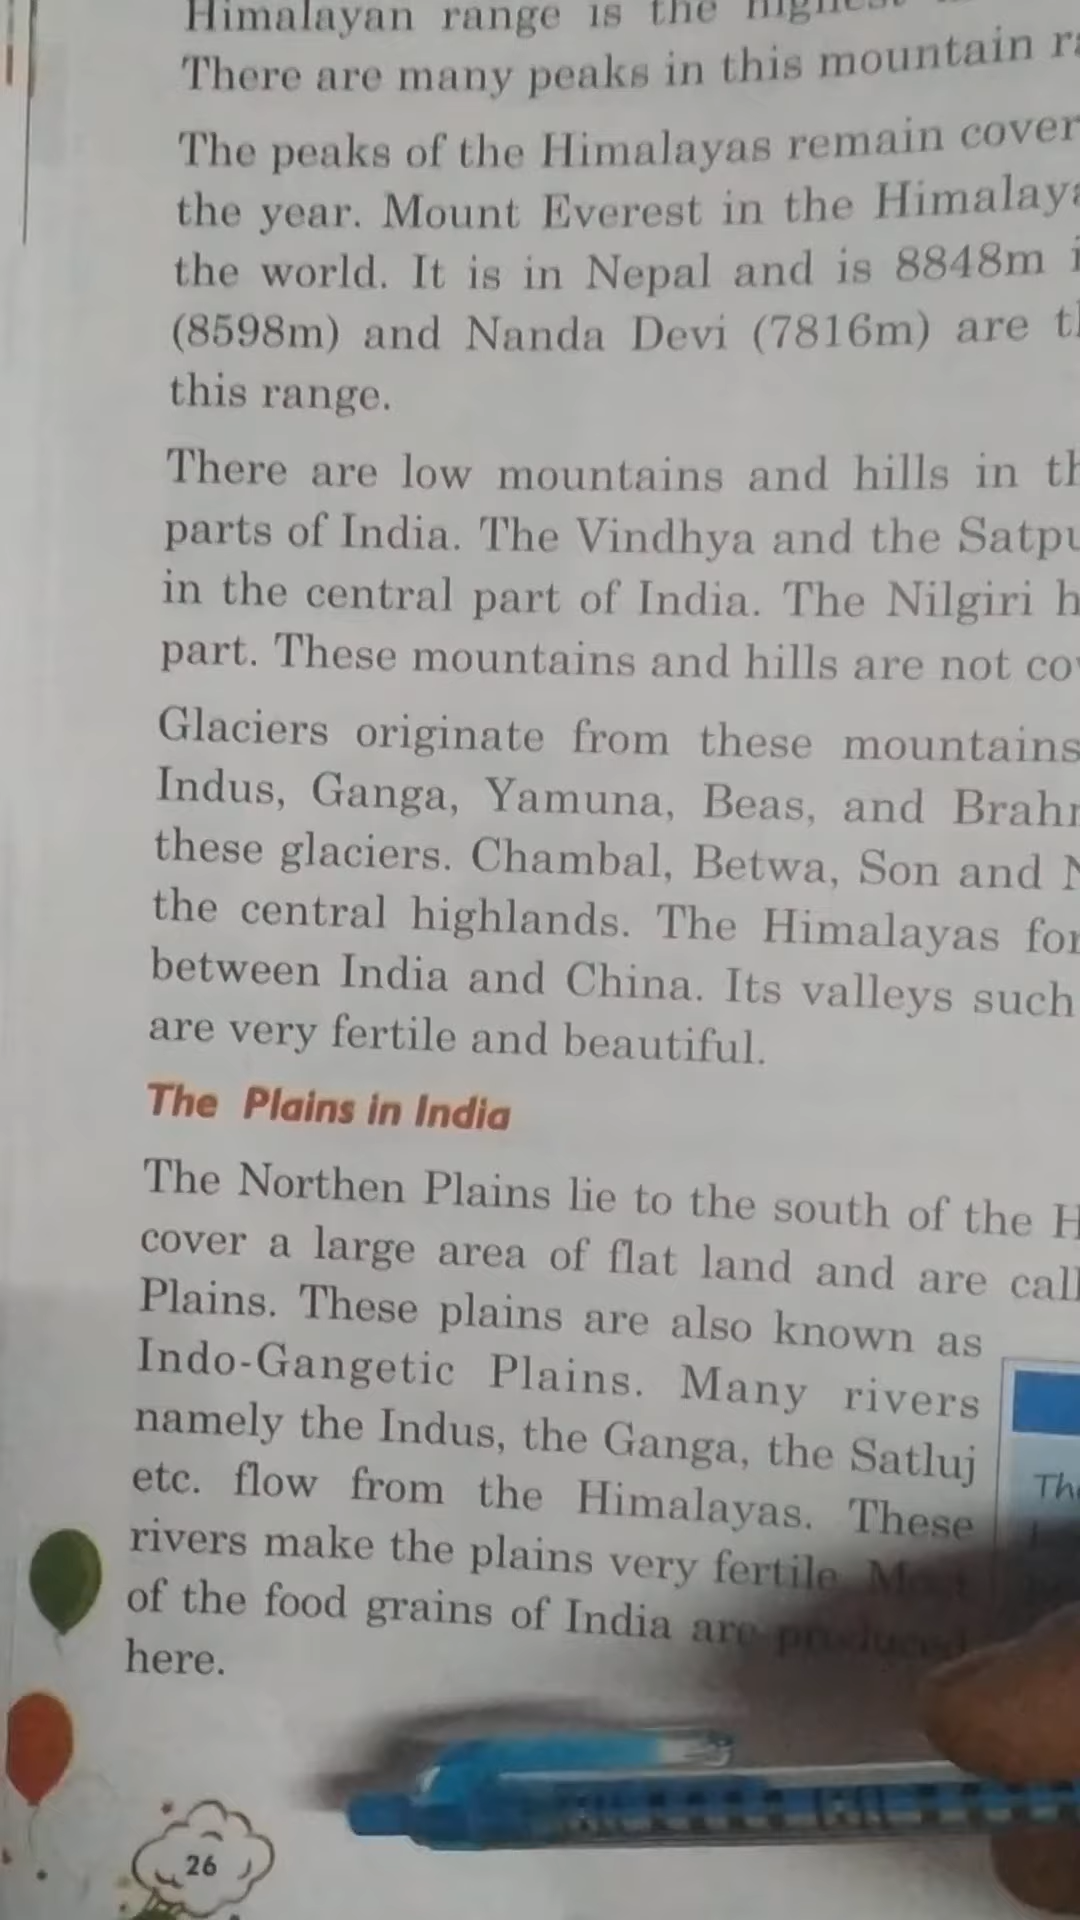 Himalayan range is the
There are many peaks in this mountain
The peaks of the Himalayas remain
the year. Mount Everest in the
the world. It is in Nepal and is 8848m
(8598m) and Nanda Devi (7816m) are
this range.
There are low mountains and hills in
parts of India. The Vindhya and the
in the central part of India. The Nilgiri
part. These mountains and hills are not
Glaciers originate from these mountains
Indus, Ganga, Yamuna, Beas, and
these glaciers. Chambal, Betwa, Son and
the central highlands. The Himalayas
between India and China. Its valleys such
are very fertile and beautiful.
The Plains in India
The Northen Plains lie to the south of the
cover a large area of flat land and are
Plains. These plains are also known as
Indo-Gangetic Plains. Many rivers
namely the Indus, the Ganga, the Satluj
etc. flow from the Himalayas. These
rivers make the plains very fertile
of the food grains of India are produced
here.
26